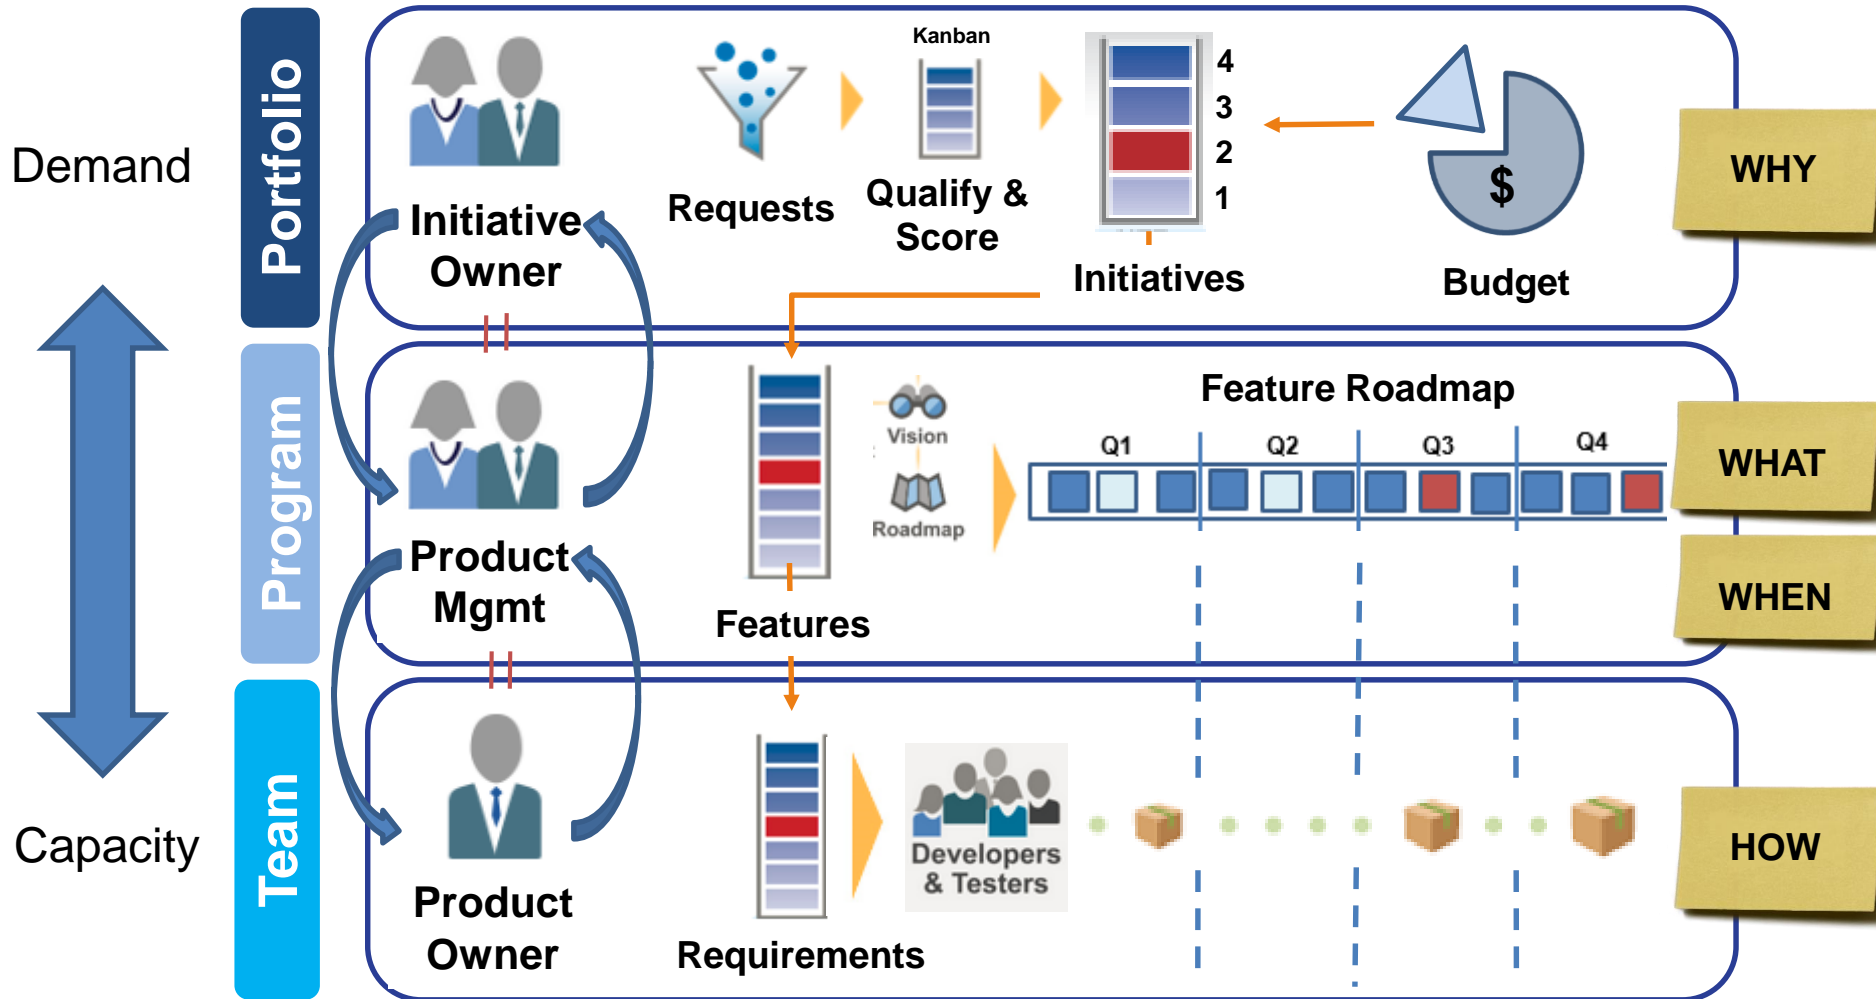 Demand
Capacity
Portfolio
Initiative
Owner
Requests
Kanban
Qualify &
Score
4
3
2
1
Initiatives
$
Budget
WHY
Program
Product
Mgmt
Features
Vision
Roadmap
Feature Roadmap
Q1
Q2
Q3
Q4
WHAT
WHEN
Team
Product
Owner
Requirements
Developers
& Testers
HOW